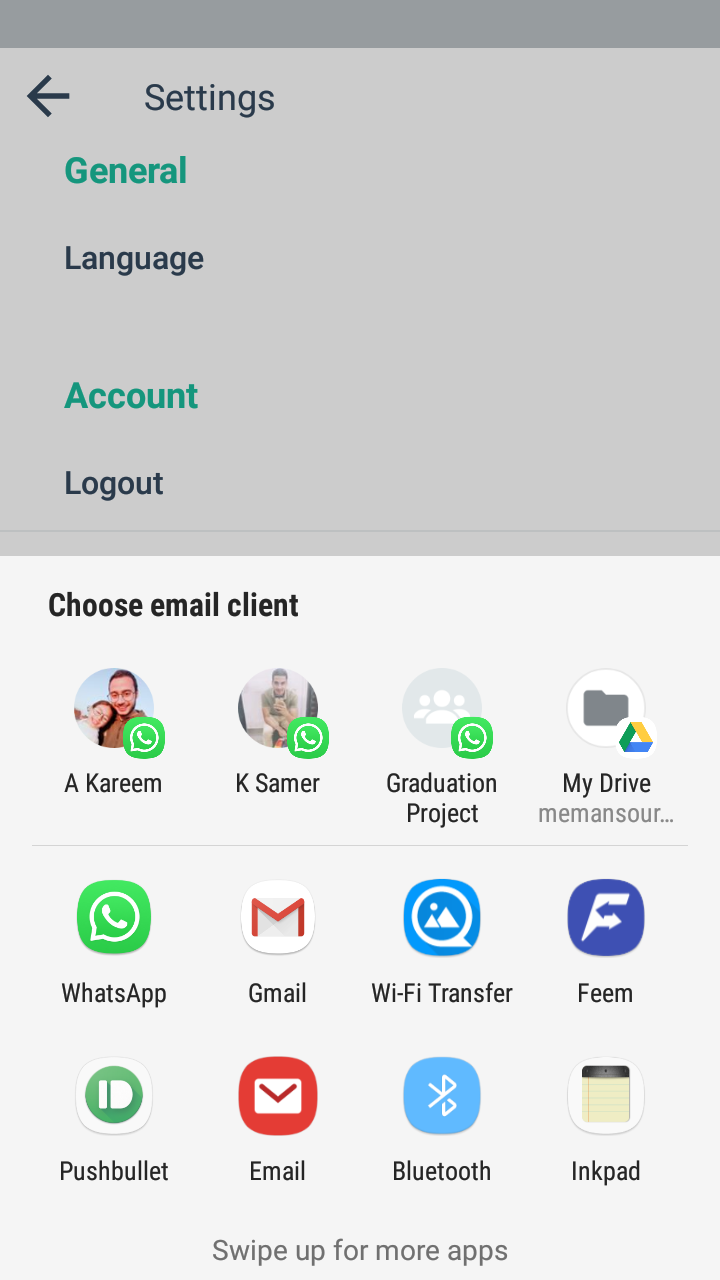 Settings
General
Language
Account
Logout
Choose email client
A Kareem
K Samer
Graduation
Project
My Drive
memansour...
WhatsApp
Gmail
Wi-Fi Transfer
Feem
Pushbullet
Email
Bluetooth
Inkpad
Swipe up for more apps